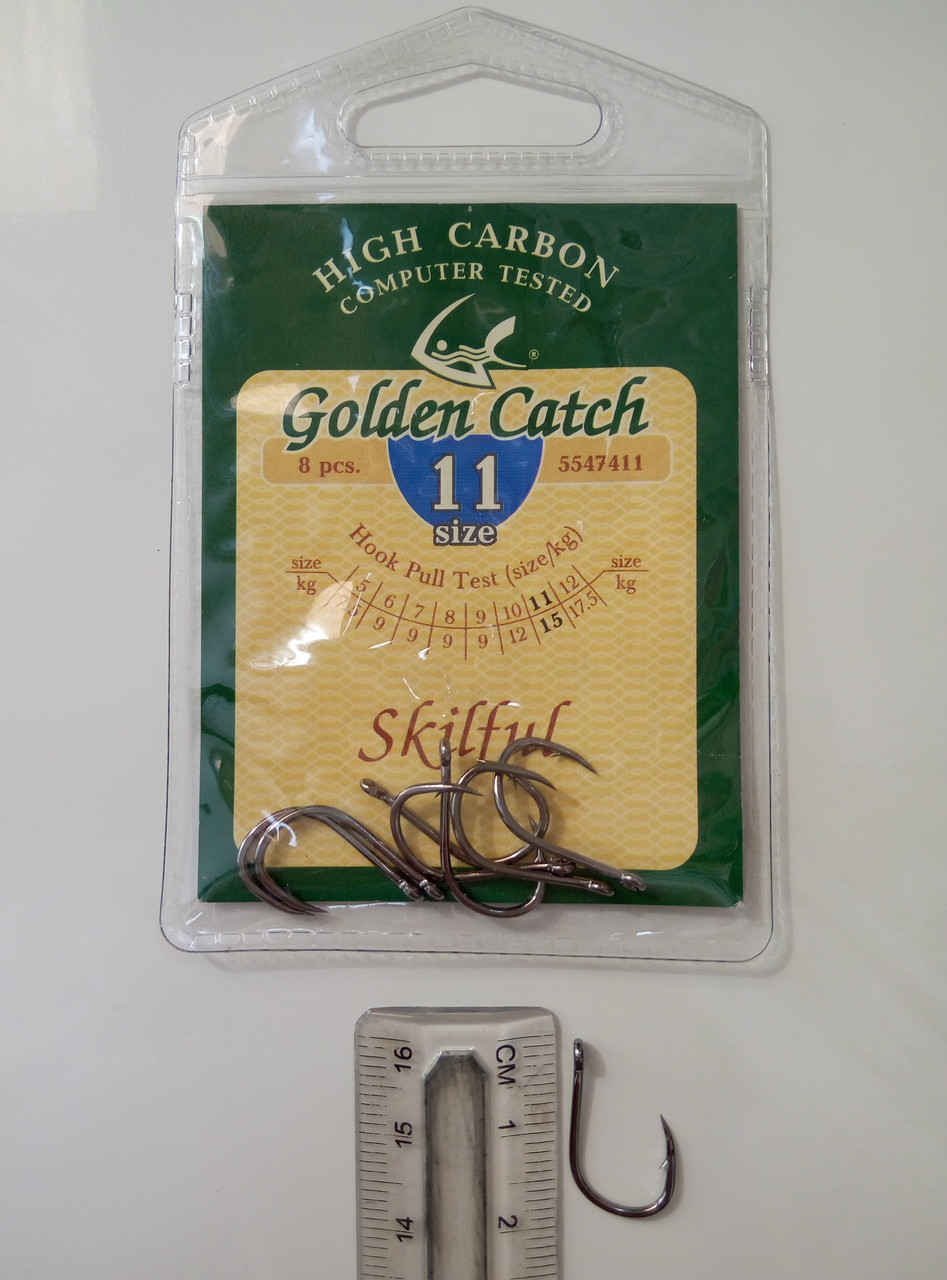 HIGH CARBON
COMPUTER TESTED
®
Golden Catch
8 pcs.
11
5547411
size
Hook Pull Test (size/kg)
size 5 6 7 8 9 10 11 12 size
kg 9 9 9 9 12 15 17.5 kg
Skilful
16 CM
15 1
14 2